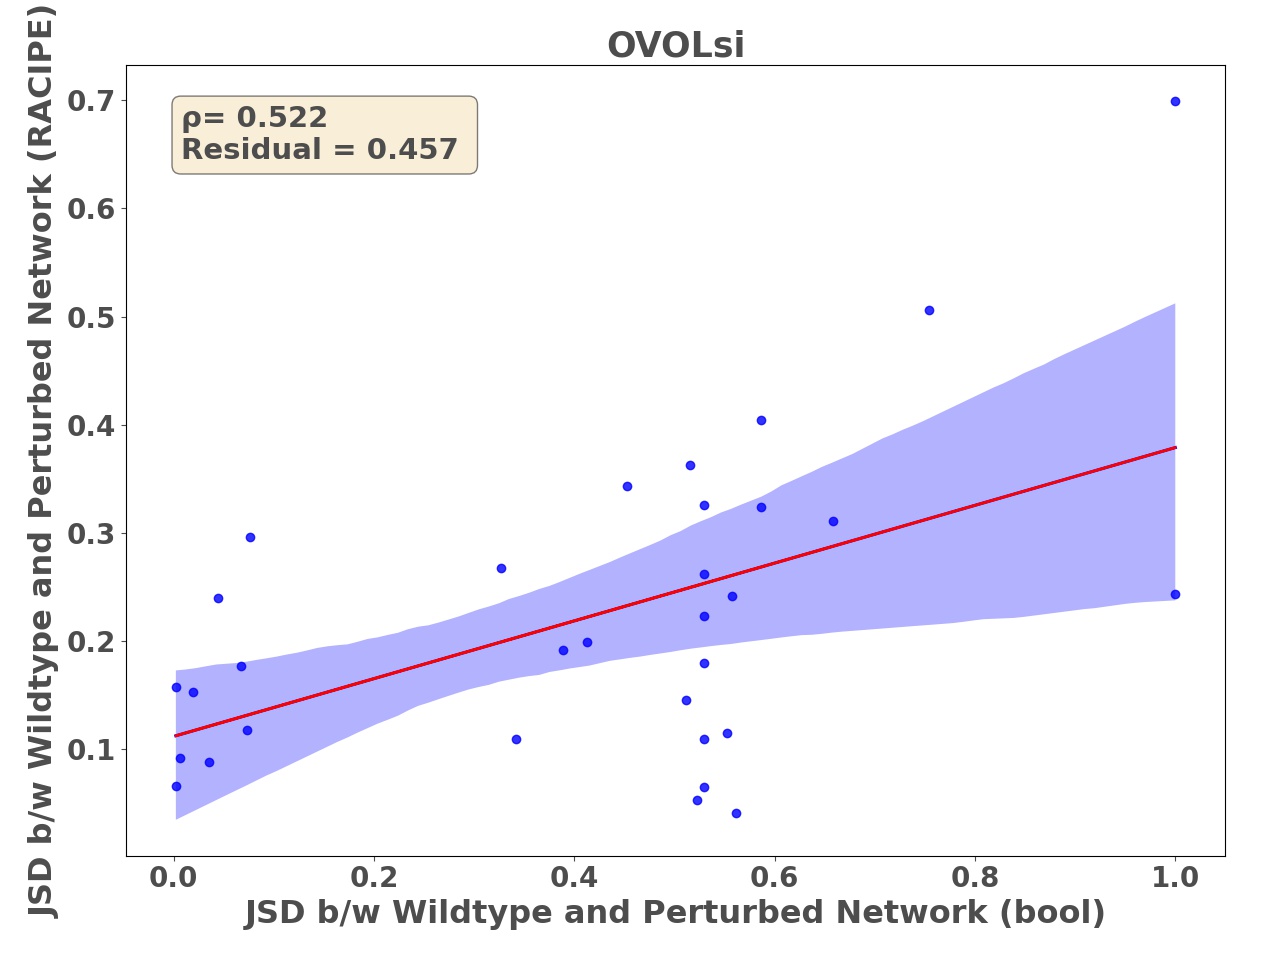 OVOLsi
ρ= 0.522
Residual = 0.457
JSD b/w Wildtype and Perturbed Network (RACIPE)
0.7
0.6
0.5
0.4
0.3
0.2
0.1
0.0 0.2 0.4 0.6 0.8 1.0
JSD b/w Wildtype and Perturbed Network (bool)